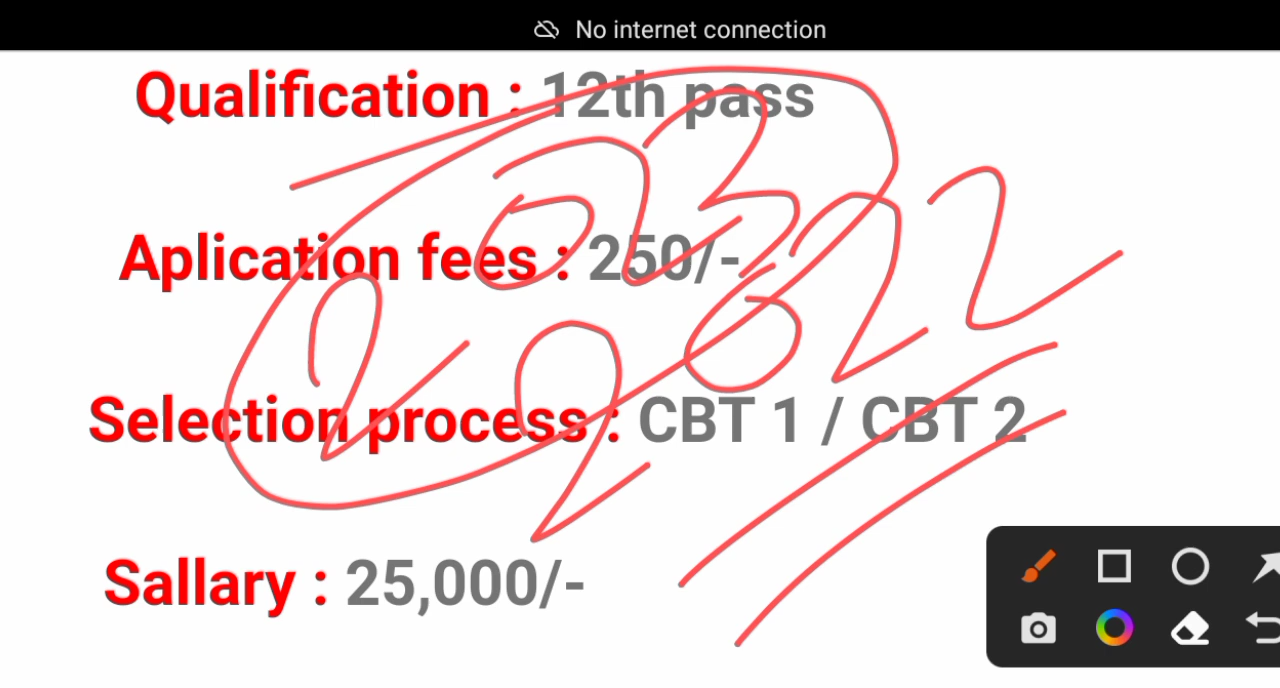 No internet connection
Qualification : 12th pass
Aplication fees : 250/-
Selection process : CBT 1 / CBT 2
Sallary : 25,000/-